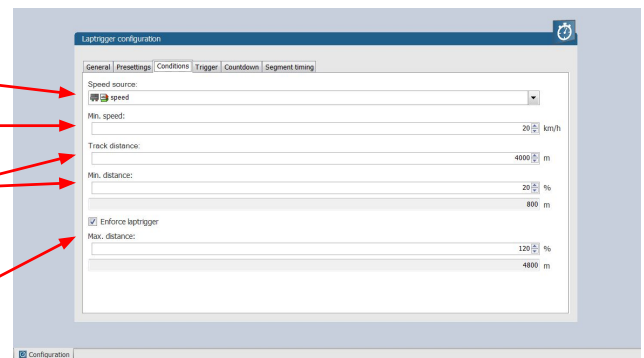 Laptrigger configuration
General Presettings Conditions Trigger Countdown Segment timing
Speed source:
speed
Min. speed:
20 km/h
Track distance:
4000 m
Min. distance:
20 %
800 m
Enforce laptrigger
Max. distance:
120 %
4800 m
Configuration